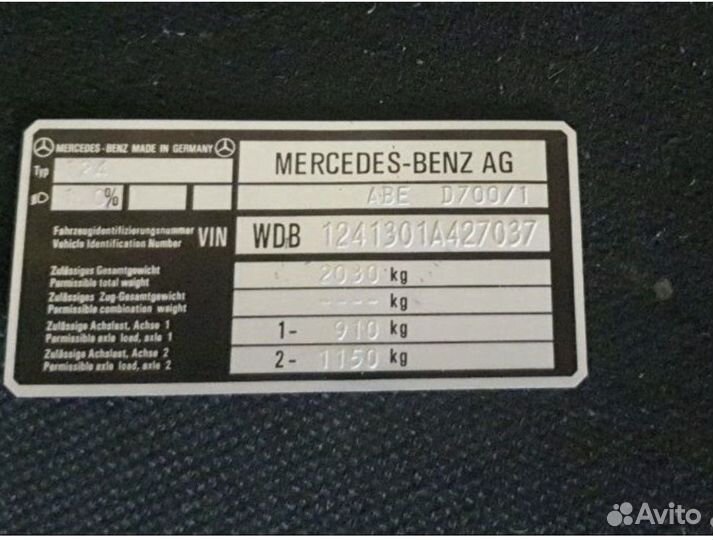 MERCEDES-BENZ MADE IN GERMANY
Typ 124
%
MERCEDES-BENZ AG
ABE D700/1
Fahrzeugidentifizierungsnummer
Vehicle Identification Number
VIN
WDB 1241301A427037
Zulässiges Gesamtgewicht
Permissible total weight
2030 kg
Zulässiges Zug-Gesamtgewicht
Permissible combination weight
---- kg
Zulässige Achslast, Achse 1
Permissible axle load, axle 1
1- 910 kg
Zulässige Achslast, Achse 2
Permissible axle load, axle 2
2- 1150 kg
Avito